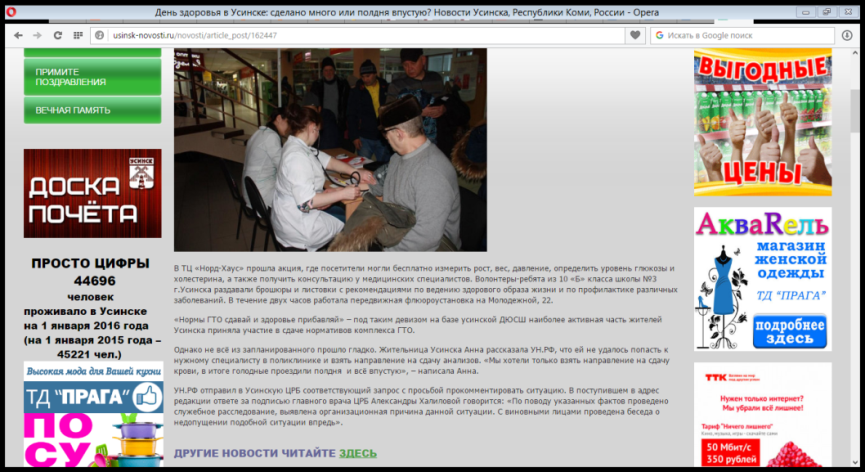 День здоровья в Усинске: сделано много или полдня впустую? Новости Усинска, Республики Коми, России - Opera
usinsk-novosti.ru/novosti/article_post/162447
Искать в Google поиск
ПРИМИТЕ
ПОЗДРАВЛЕНИЯ
ВЕЧНАЯ ПАМЯТЬ
УСИНСК
ДОСКА
ПОЧЁТА
ПРОСТО ЦИФРЫ
44696
человек
проживало в Усинске
на 1 января 2016 года
(на 1 января 2015 года –
45221 чел.)
Высокая мода для Вашей кухни
ТД "ПРАГА"
ПО
СУ
В ТЦ «Норд-Хаус» прошла акция, где посетители могли бесплатно измерить рост, вес, давление, определить уровень глюкозы и
холестерина, а также получить консультацию у медицинских специалистов. Волонтеры-ребята из 10 «Б» класса школы №3
г.Усинска раздавали брошюры и листовки с рекомендациями по ведению здорового образа жизни и по профилактике различных
заболеваний. В течение двух часов работала передвижная флюороустановка на Молодежной, 22.
«Нормы ГТО сдавай и здоровье прибавляй» – под таким девизом на базе усинской ДЮСШ наиболее активная часть жителей
Усинска приняла участие в сдаче нормативов комплекса ГТО.
Однако не всё из запланированного прошло гладко. Жительница Усинска Анна рассказала УН.РФ, что ей не удалось попасть к
нужному специалисту в поликлинике и взять направление на сдачу анализов. «Мы хотели только взять направление на сдачу
крови, в итоге голодные проездили полдня и всё впустую», – написала Анна.
УН.РФ отправил в Усинскую ЦРБ соответствующий запрос с просьбой прокомментировать ситуацию. В поступившем в адрес
редакции ответе за подписью главного врача ЦРБ Александры Халиловой говорится: «По поводу указанных фактов проведено
служебное расследование, выявлена организационная причина данной ситуации. С виновными лицами проведена беседа о
недопущении подобной ситуации впредь».
ДРУГИЕ НОВОСТИ ЧИТАЙТЕ ЗДЕСЬ
ВЫГОДНЫЕ
ЦЕНЫ
АкваRель
магазин
женской
одежды
ТД "ПРАГА"
подробнее
здесь
ТТК
Нужен только интернет?
Мы убрали всё лишнее!
Тариф "Ничего лишнего"
50 Мбит/с
350 рублей